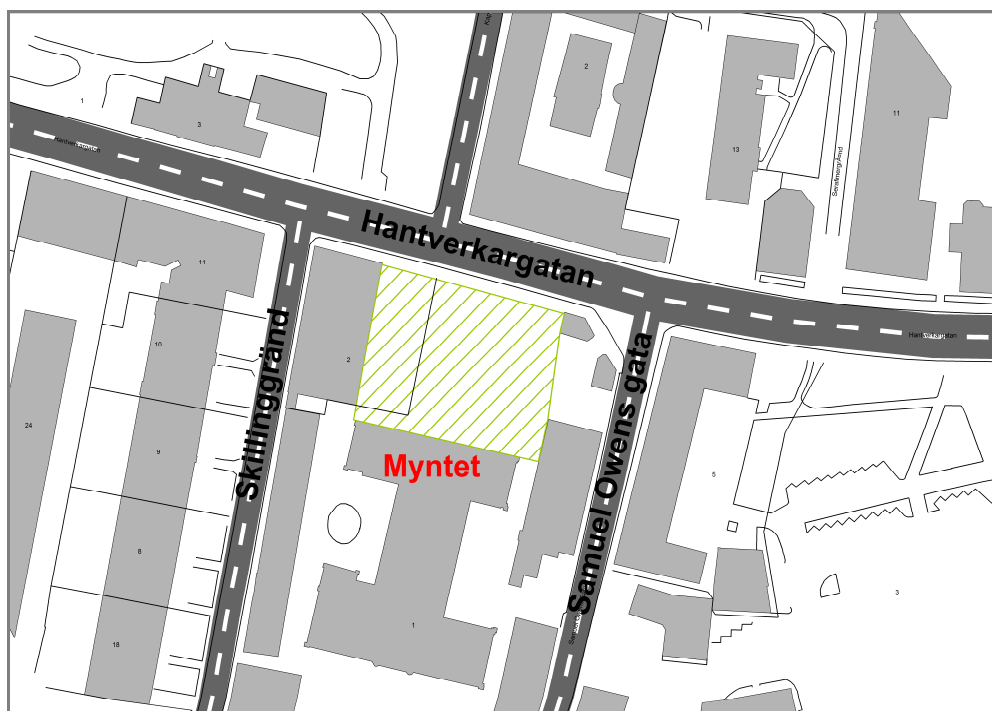 2
11
1
3
13
Hantverkargatan
Serafimergränd
Hantverkargatan
11
Hantverkargatan
10
2
Skillinggränd
Samuel Owens gata
24
9
Myntet
5
8
3
1
18